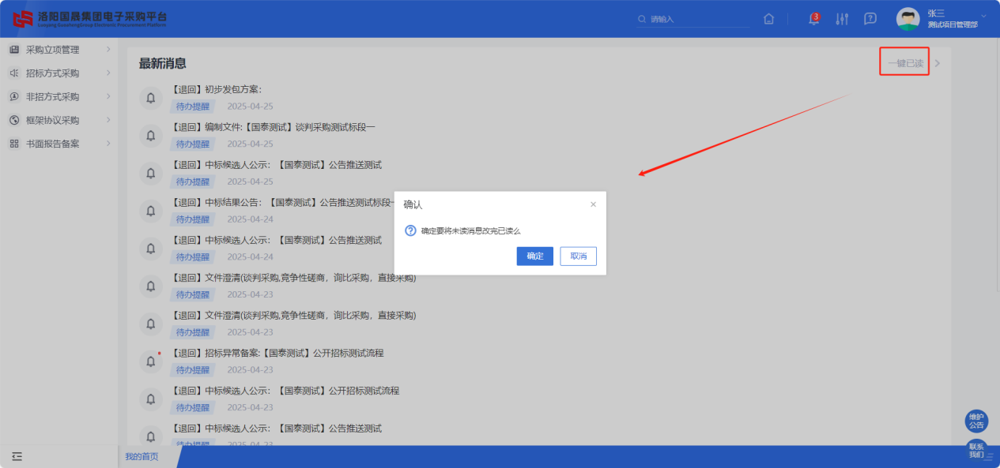 洛阳国晟集团电子采购平台
Luoyang GuoshengGroup Electronic Procurement Platform
请输入
3
张三
测试项目管理部
采购立项管理
招标方式采购
非招方式采购
框架协议采购
书面报告备案
最新消息
一键已读
【退回】初步发包方案:
待办提醒 2025-04-25
【退回】编制文件:【国泰测试】谈判采购测试标段一
待办提醒 2025-04-25
【退回】中标候选人公示: 【国泰测试】公告推送测试
待办提醒 2025-04-25
【退回】中标结果公告: 【国泰测试】公告推送测试标段一
待办提醒 2025-04-24
【退回】中标候选人公示: 【国泰测试】公告推送测试
待办提醒 2025-04-24
【退回】文件澄清(谈判采购,竞争性磋商，询比采购，直接采购)
待办提醒 2025-04-23
【退回】文件澄清(谈判采购,竞争性磋商，询比采购，直接采购)
待办提醒 2025-04-23
【退回】招标异常备案:【国泰测试】公开招标测试流程
待办提醒 2025-04-23
【退回】中标候选人公示: 【国泰测试】公开招标测试流程
待办提醒 2025-04-23
【退回】中标候选人公示: 【国泰测试】公告推送测试
待办提醒 2025-04-23
确认
确定要将未读消息改完已读么
确定 取消
维护
公告
联系
我们
我的首页